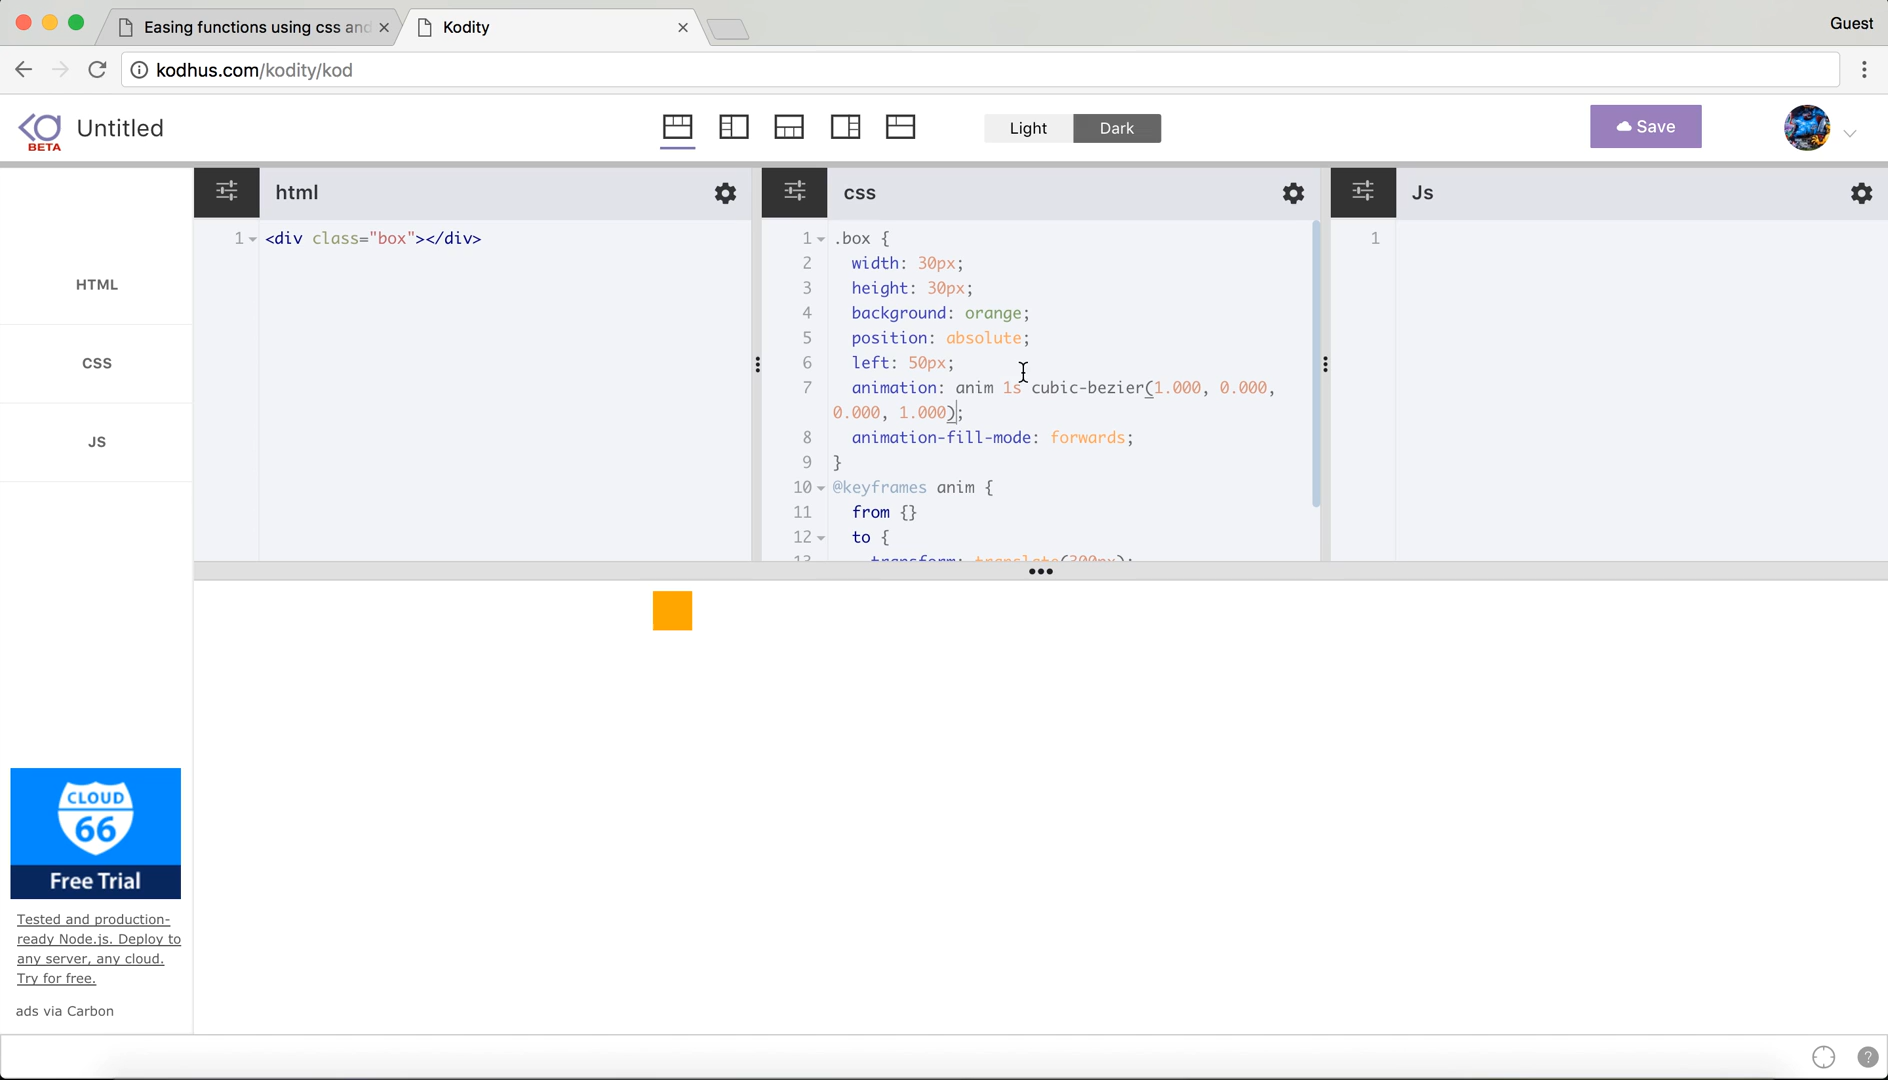 Easing functions using css and
Kodity
Guest
kodhus.com/kodity/kod
BETA
Untitled
Light
Dark
Save
html
css
Js
HTML
CSS
JS
1
<div class="box"></div>
1 .box {
2 width: 30px;
3 height: 30px;
4 background: orange;
5 position: absolute;
6 left: 50px;
7 animation: anim 1s cubic-bezier(1.000, 0.000,
0.000, 1.000);
8 animation-fill-mode: forwards;
9 }
10 @keyframes anim {
11 from {}
12 to {
13 transform: translate(300px);
1
CLOUD
66
Free Trial
Tested and production-
ready Node.js. Deploy to
any server, any cloud.
Try for free.
ads via Carbon
?